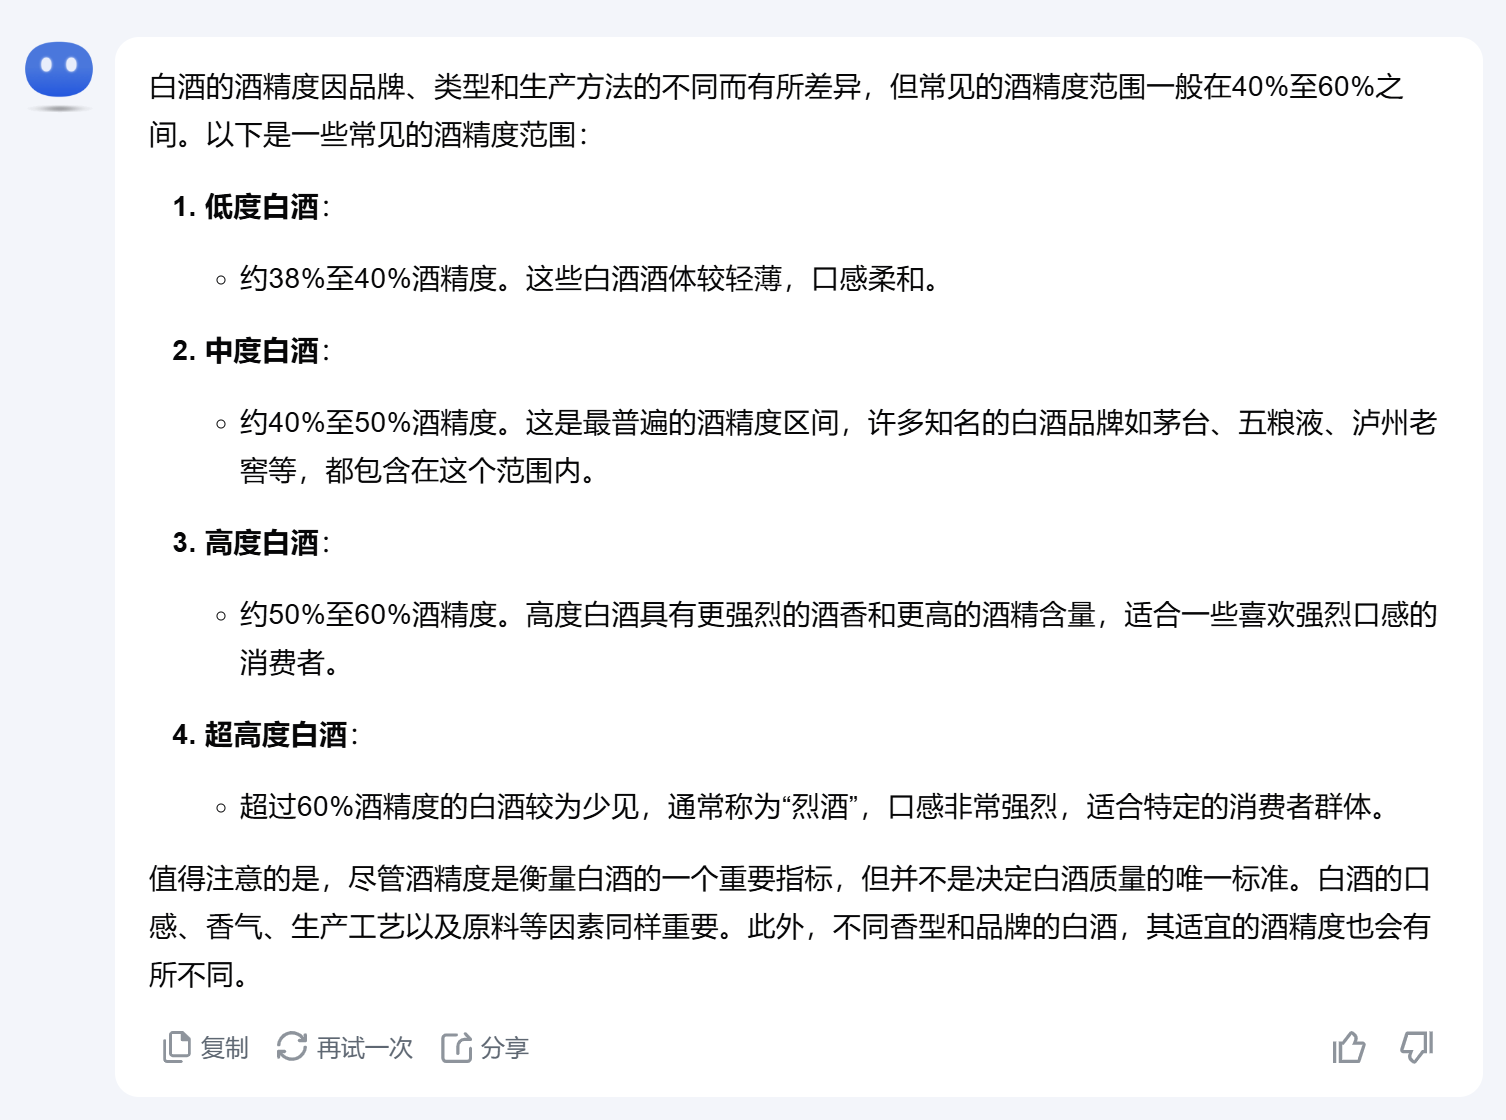 白酒的酒精度因品牌、类型和生产方法的不同而有所差异，但常见的酒精度范围一般在40%至60%之
间。以下是一些常见的酒精度范围：
1. 低度白酒：
约38%至40%酒精度。这些白酒酒体较轻薄，口感柔和。
2. 中度白酒：
约40%至50%酒精度。这是最普遍的酒精度区间，许多知名的白酒品牌如茅台、五粮液、泸州老
窖等，都包含在这个范围内。
3. 高度白酒：
约50%至60%酒精度。高度白酒具有更强烈的酒香和更高的酒精含量，适合一些喜欢强烈口感的
消费者。
4. 超高度白酒：
超过60%酒精度的白酒较为少见，通常称为“烈酒”，口感非常强烈，适合特定的消费者群体。
值得注意的是，尽管酒精度是衡量白酒的一个重要指标，但并不是决定白酒质量的唯一标准。白酒的口
感、香气、生产工艺以及原料等因素同样重要。此外，不同香型和品牌的白酒，其适宜的酒精度也会有
所不同。
复制 再试一次 分享